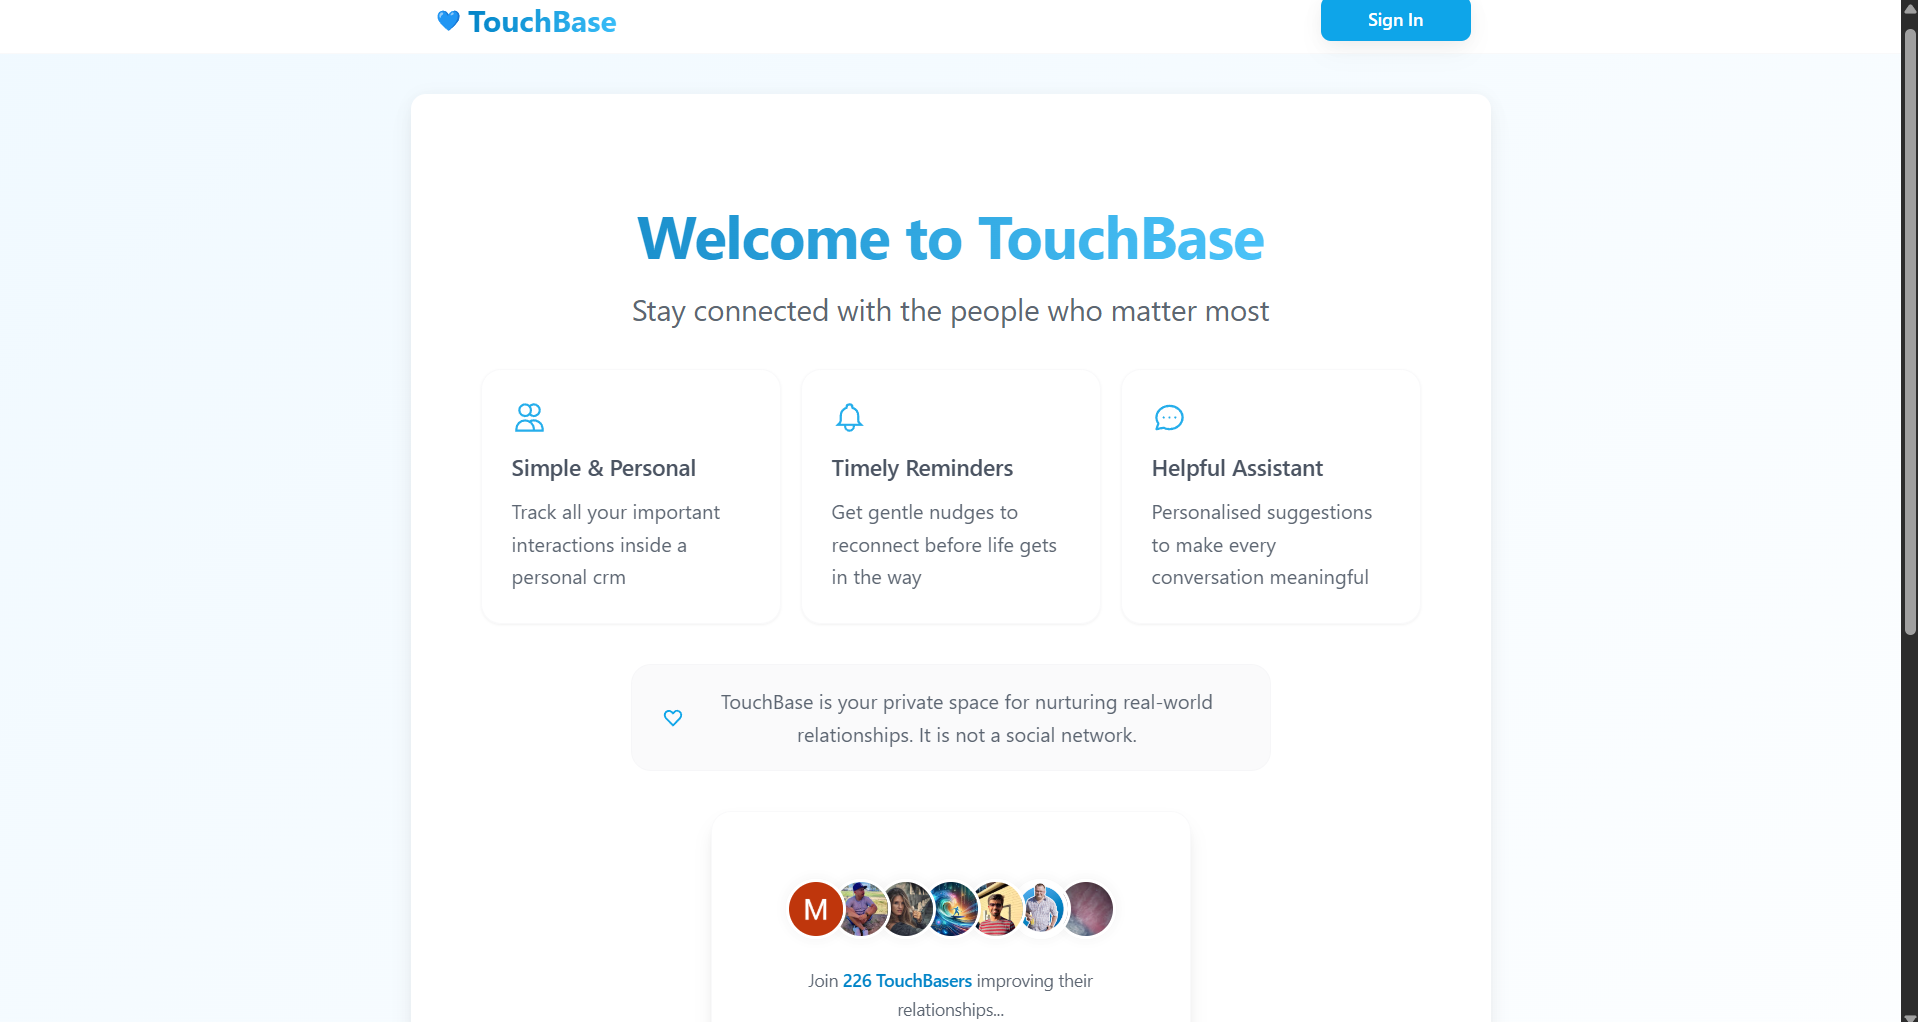 TouchBase
Sign In
Welcome to TouchBase
Stay connected with the people who matter most
Simple & Personal
Track all your important
interactions inside a
personal crm
Timely Reminders
Get gentle nudges to
reconnect before life gets
in the way
Helpful Assistant
Personalised suggestions
to make every
conversation meaningful
TouchBase is your private space for nurturing real-world
relationships. It is not a social network.
M
Join 226 TouchBasers improving their
relationships...